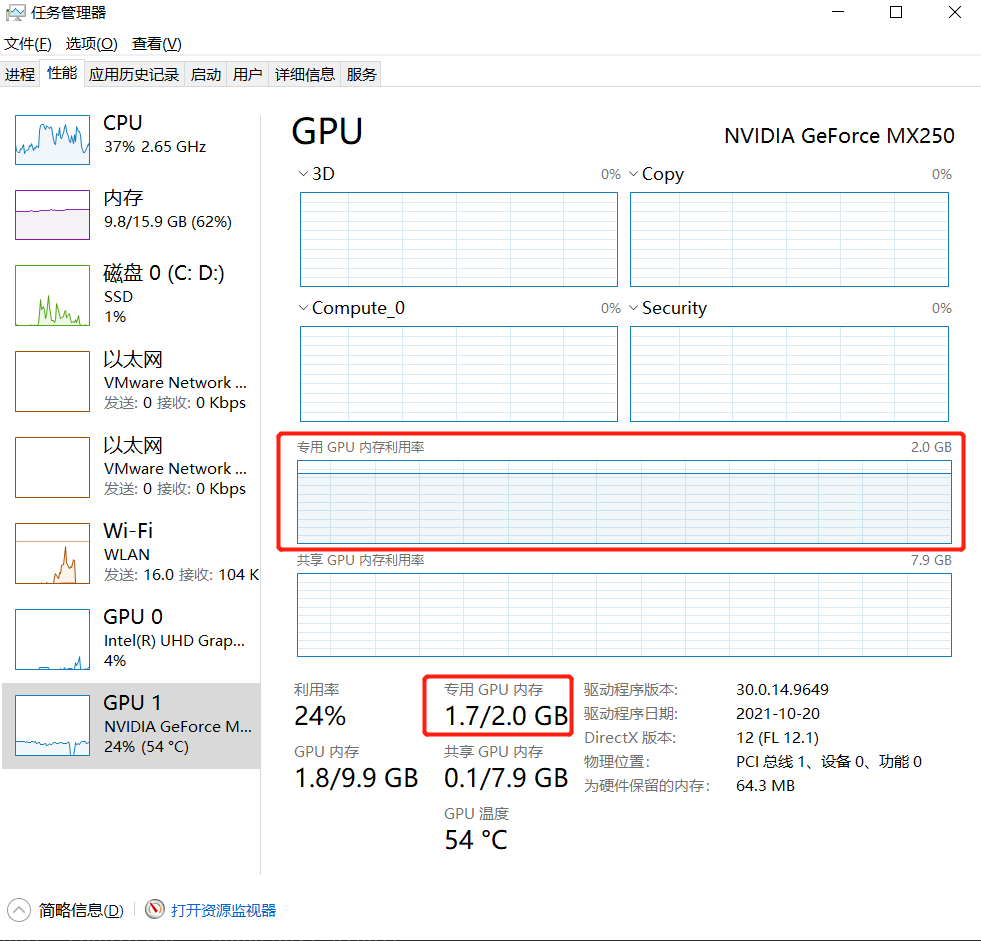 任务管理器
文件(F) 选项(O) 查看(V)
进程 性能 应用历史记录 启动 用户 详细信息 服务
CPU
37% 2.65 GHz
内存
9.8/15.9 GB (62%)
磁盘 0 (C: D:)
SSD
1%
以太网
VMware Network ...
发送: 0 接收: 0 Kbps
以太网
VMware Network ...
发送: 0 接收: 0 Kbps
Wi-Fi
WLAN
发送: 16.0 接收: 104 K
GPU 0
Intel(R) UHD Grap...
4%
GPU 1
NVIDIA GeForce M...
24% (54 °C)
GPU
NVIDIA GeForce MX250
3D 0% Copy 0%
Compute_0 0% Security 0%
专用 GPU 内存利用率 2.0 GB
共享 GPU 内存利用率 7.9 GB
利用率
24%
专用 GPU 内存
1.7/2.0 GB
GPU 内存
1.8/9.9 GB
共享 GPU 内存
0.1/7.9 GB
GPU 温度
54 °C
驱动程序版本: 30.0.14.9649
驱动程序日期: 2021-10-20
DirectX 版本: 12 (FL 12.1)
物理位置: PCI 总线 1、设备 0、功能 0
为硬件保留的内存: 64.3 MB
简略信息(D) 打开资源监视器